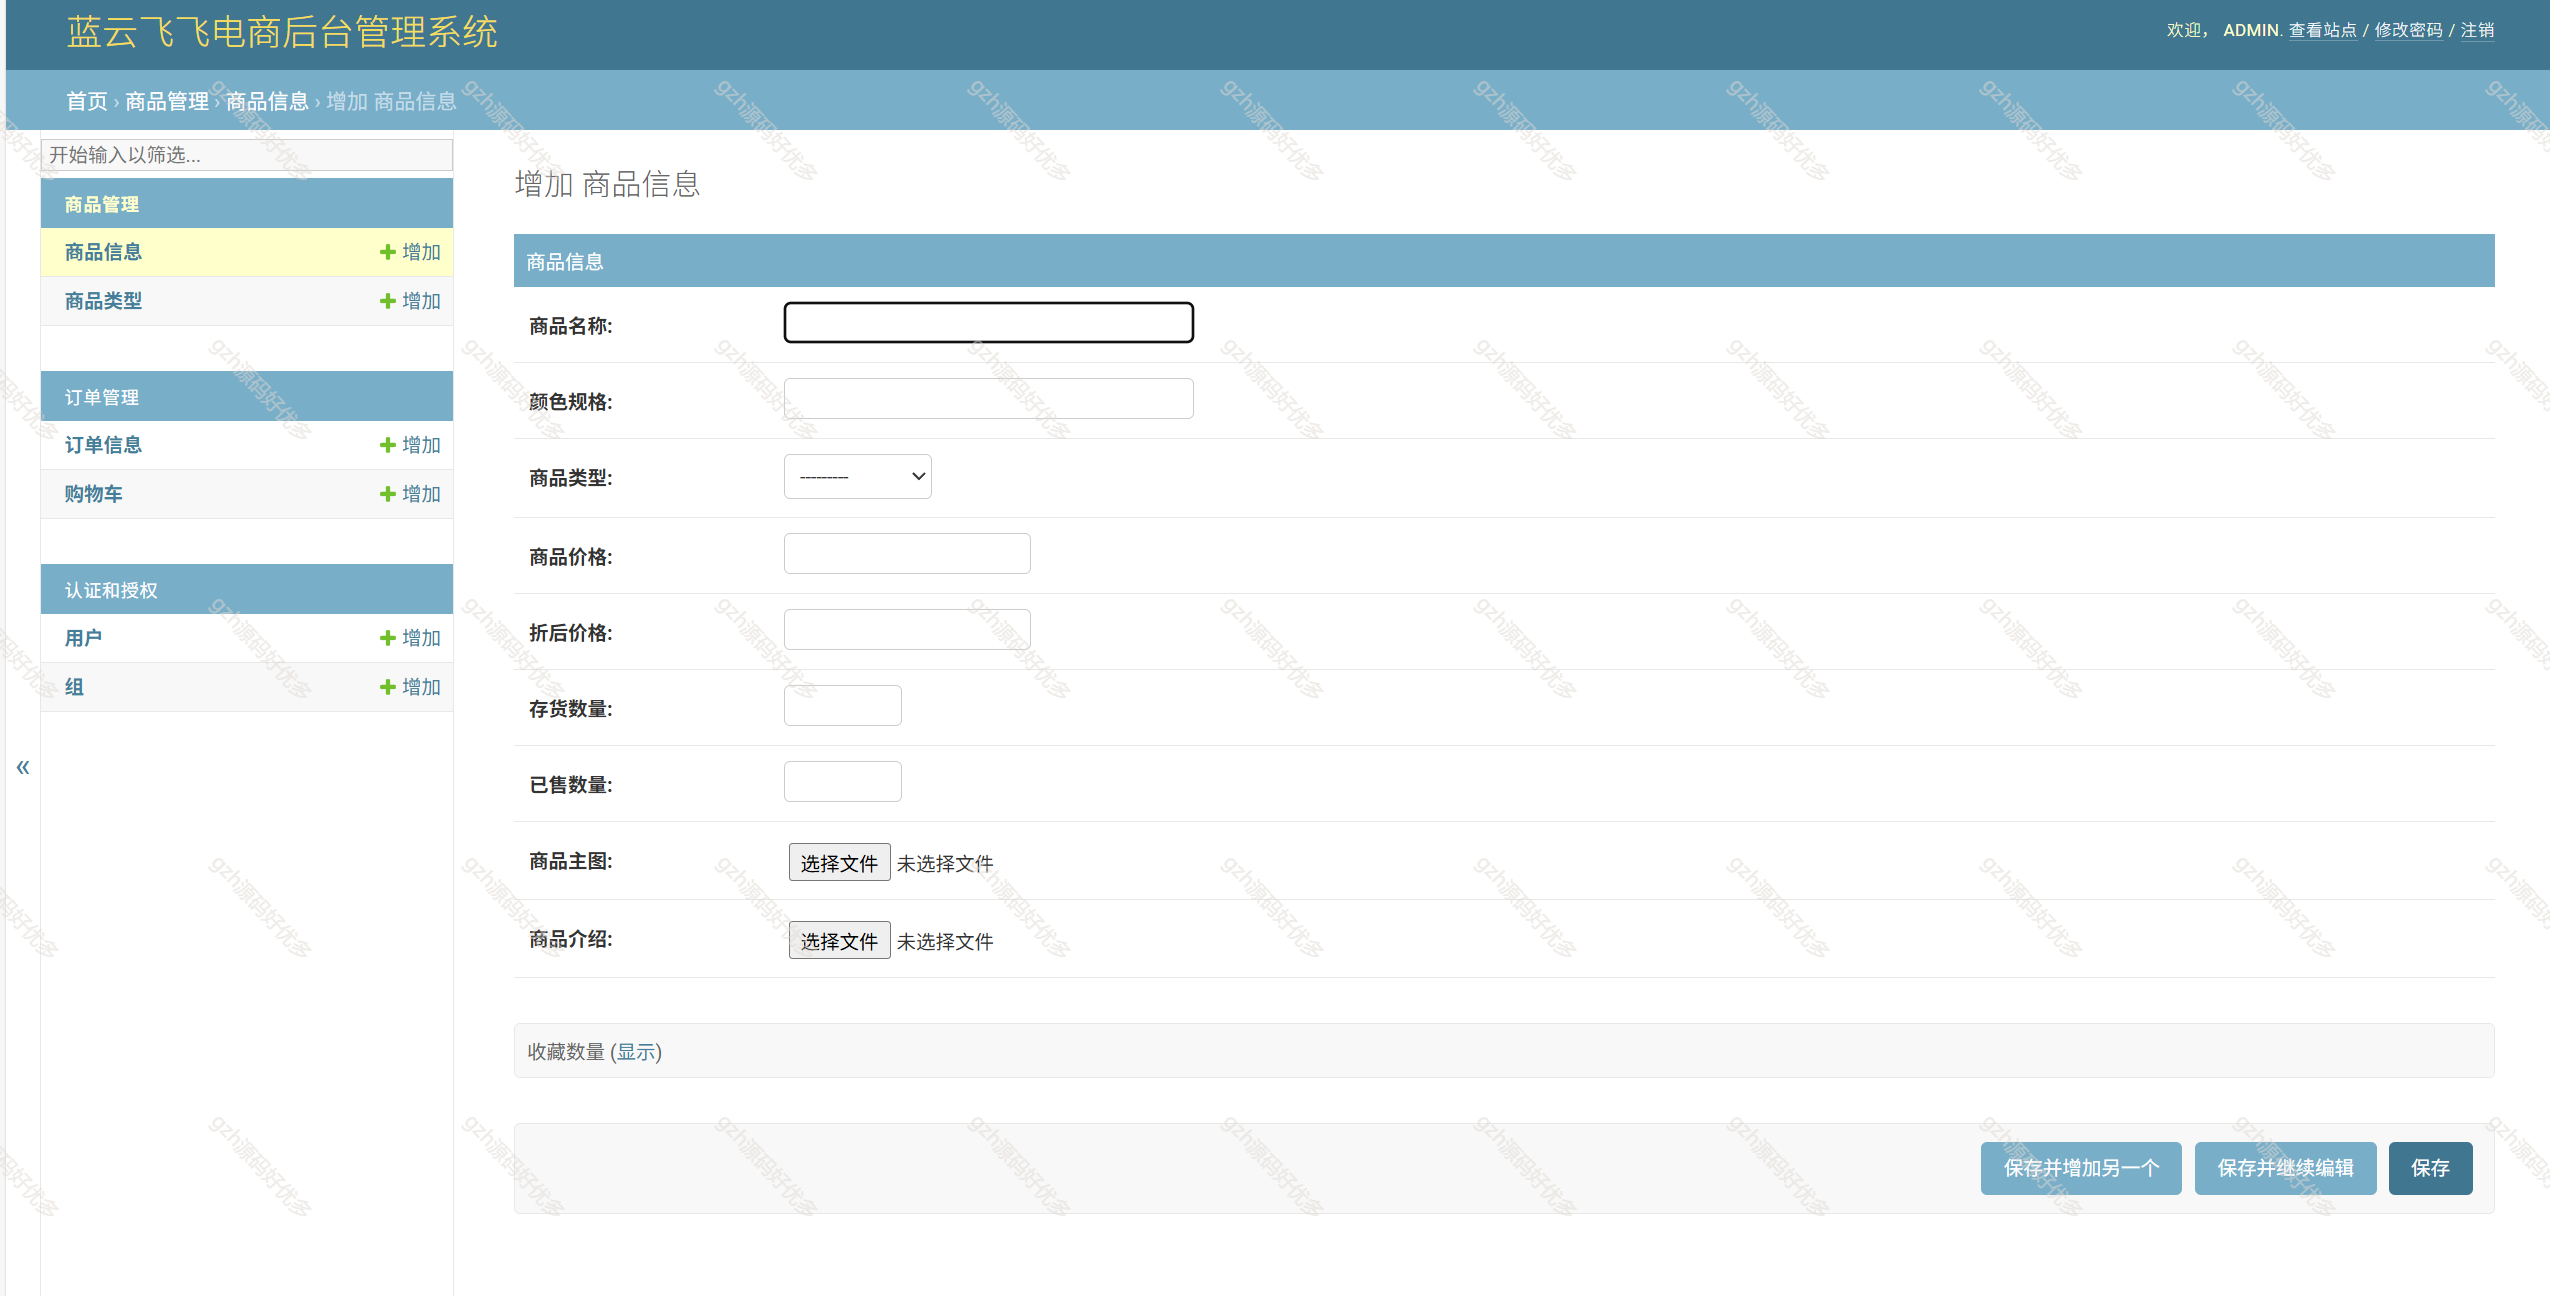 蓝云飞飞电商后台管理系统
欢迎， ADMIN. 查看站点 / 修改密码 / 注销
首页 › 商品管理 › 商品信息 › 增加 商品信息
开始输入以筛选...
商品管理
商品信息 增加
商品类型 增加
订单管理
订单信息 增加
购物车 增加
认证和授权
用户 增加
组 增加
«
增加 商品信息
商品信息
商品名称:
颜色规格:
商品类型: ---------
商品价格:
折后价格:
存货数量:
已售数量:
商品主图: 选择文件 未选择文件
商品介绍: 选择文件 未选择文件
收藏数量 (显示)
保存并增加另一个 保存并继续编辑 保存
gzh源码好优多